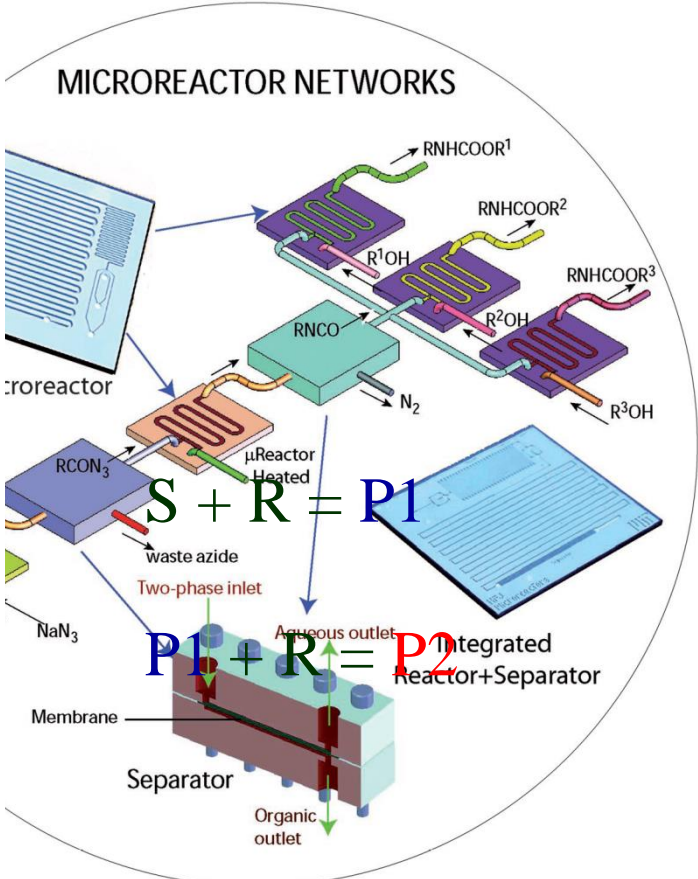 MICROREACTOR NETWORKS
RNHCOOR¹
RNHCOOR²
R¹OH
RNHCOOR³
R²OH
RNCO
croreactor
N₂
R³OH
μReactor
Heated
RCON₃
S + R = P1
waste azide
Two-phase inlet
NaN₃
Aqueous outlet
P1 + R = P2
Integrated
Reactor+Separator
Membrane
Separator
Organic
outlet